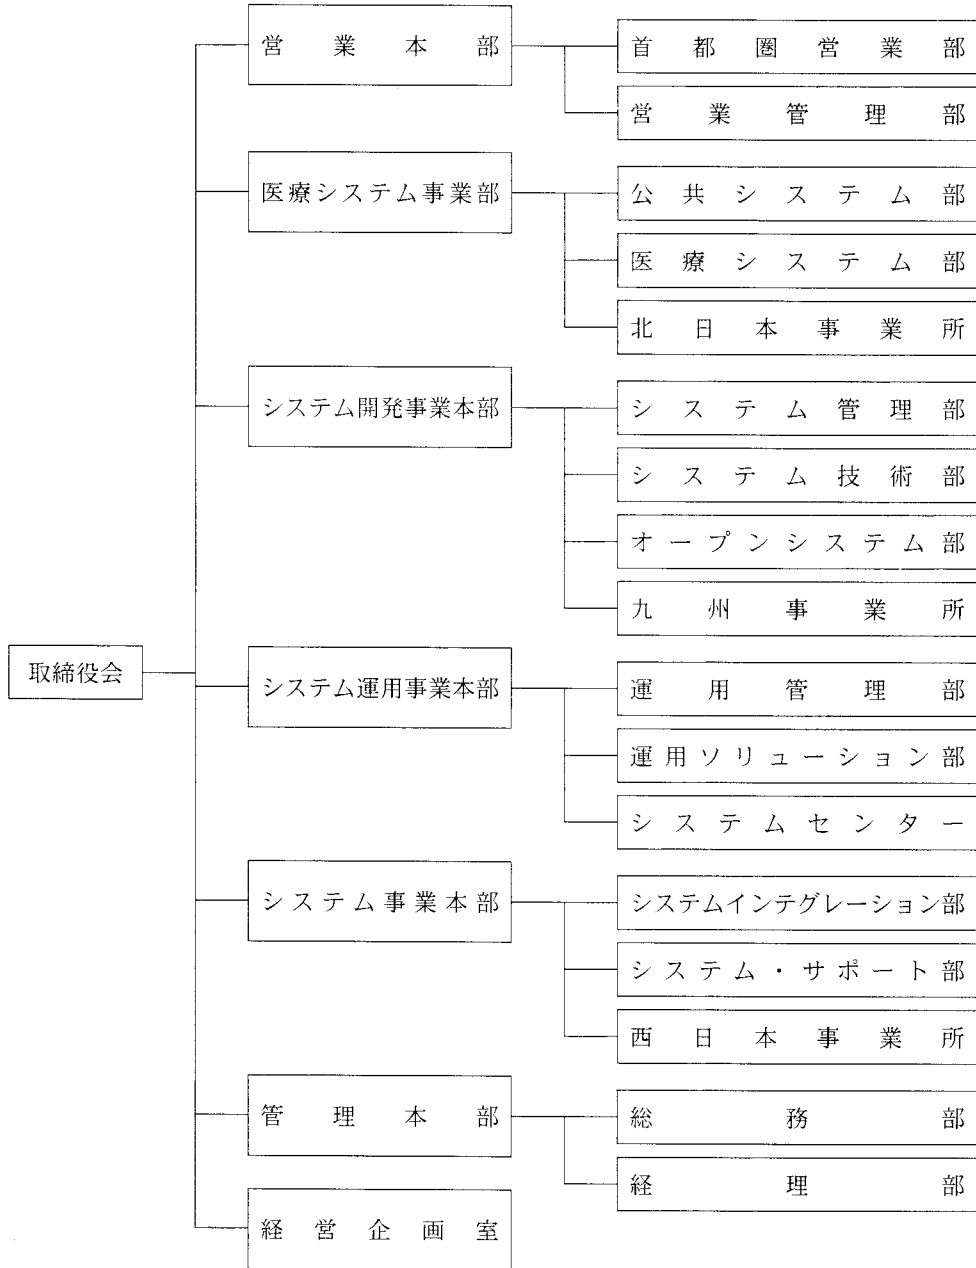 取締役会
営業本部
首都圏営業部
営業管理部
医療システム事業部
公共システム部
医療システム部
北日本事業所
システム開発事業本部
システム管理部
システム技術部
オープンシステム部
九州事業所
システム運用事業本部
運用管理部
運用ソリューション部
システムセンター
システム事業本部
システムインテグレーション部
システム・サポート部
西日本事業所
管理本部
総務部
経理部
経営企画室